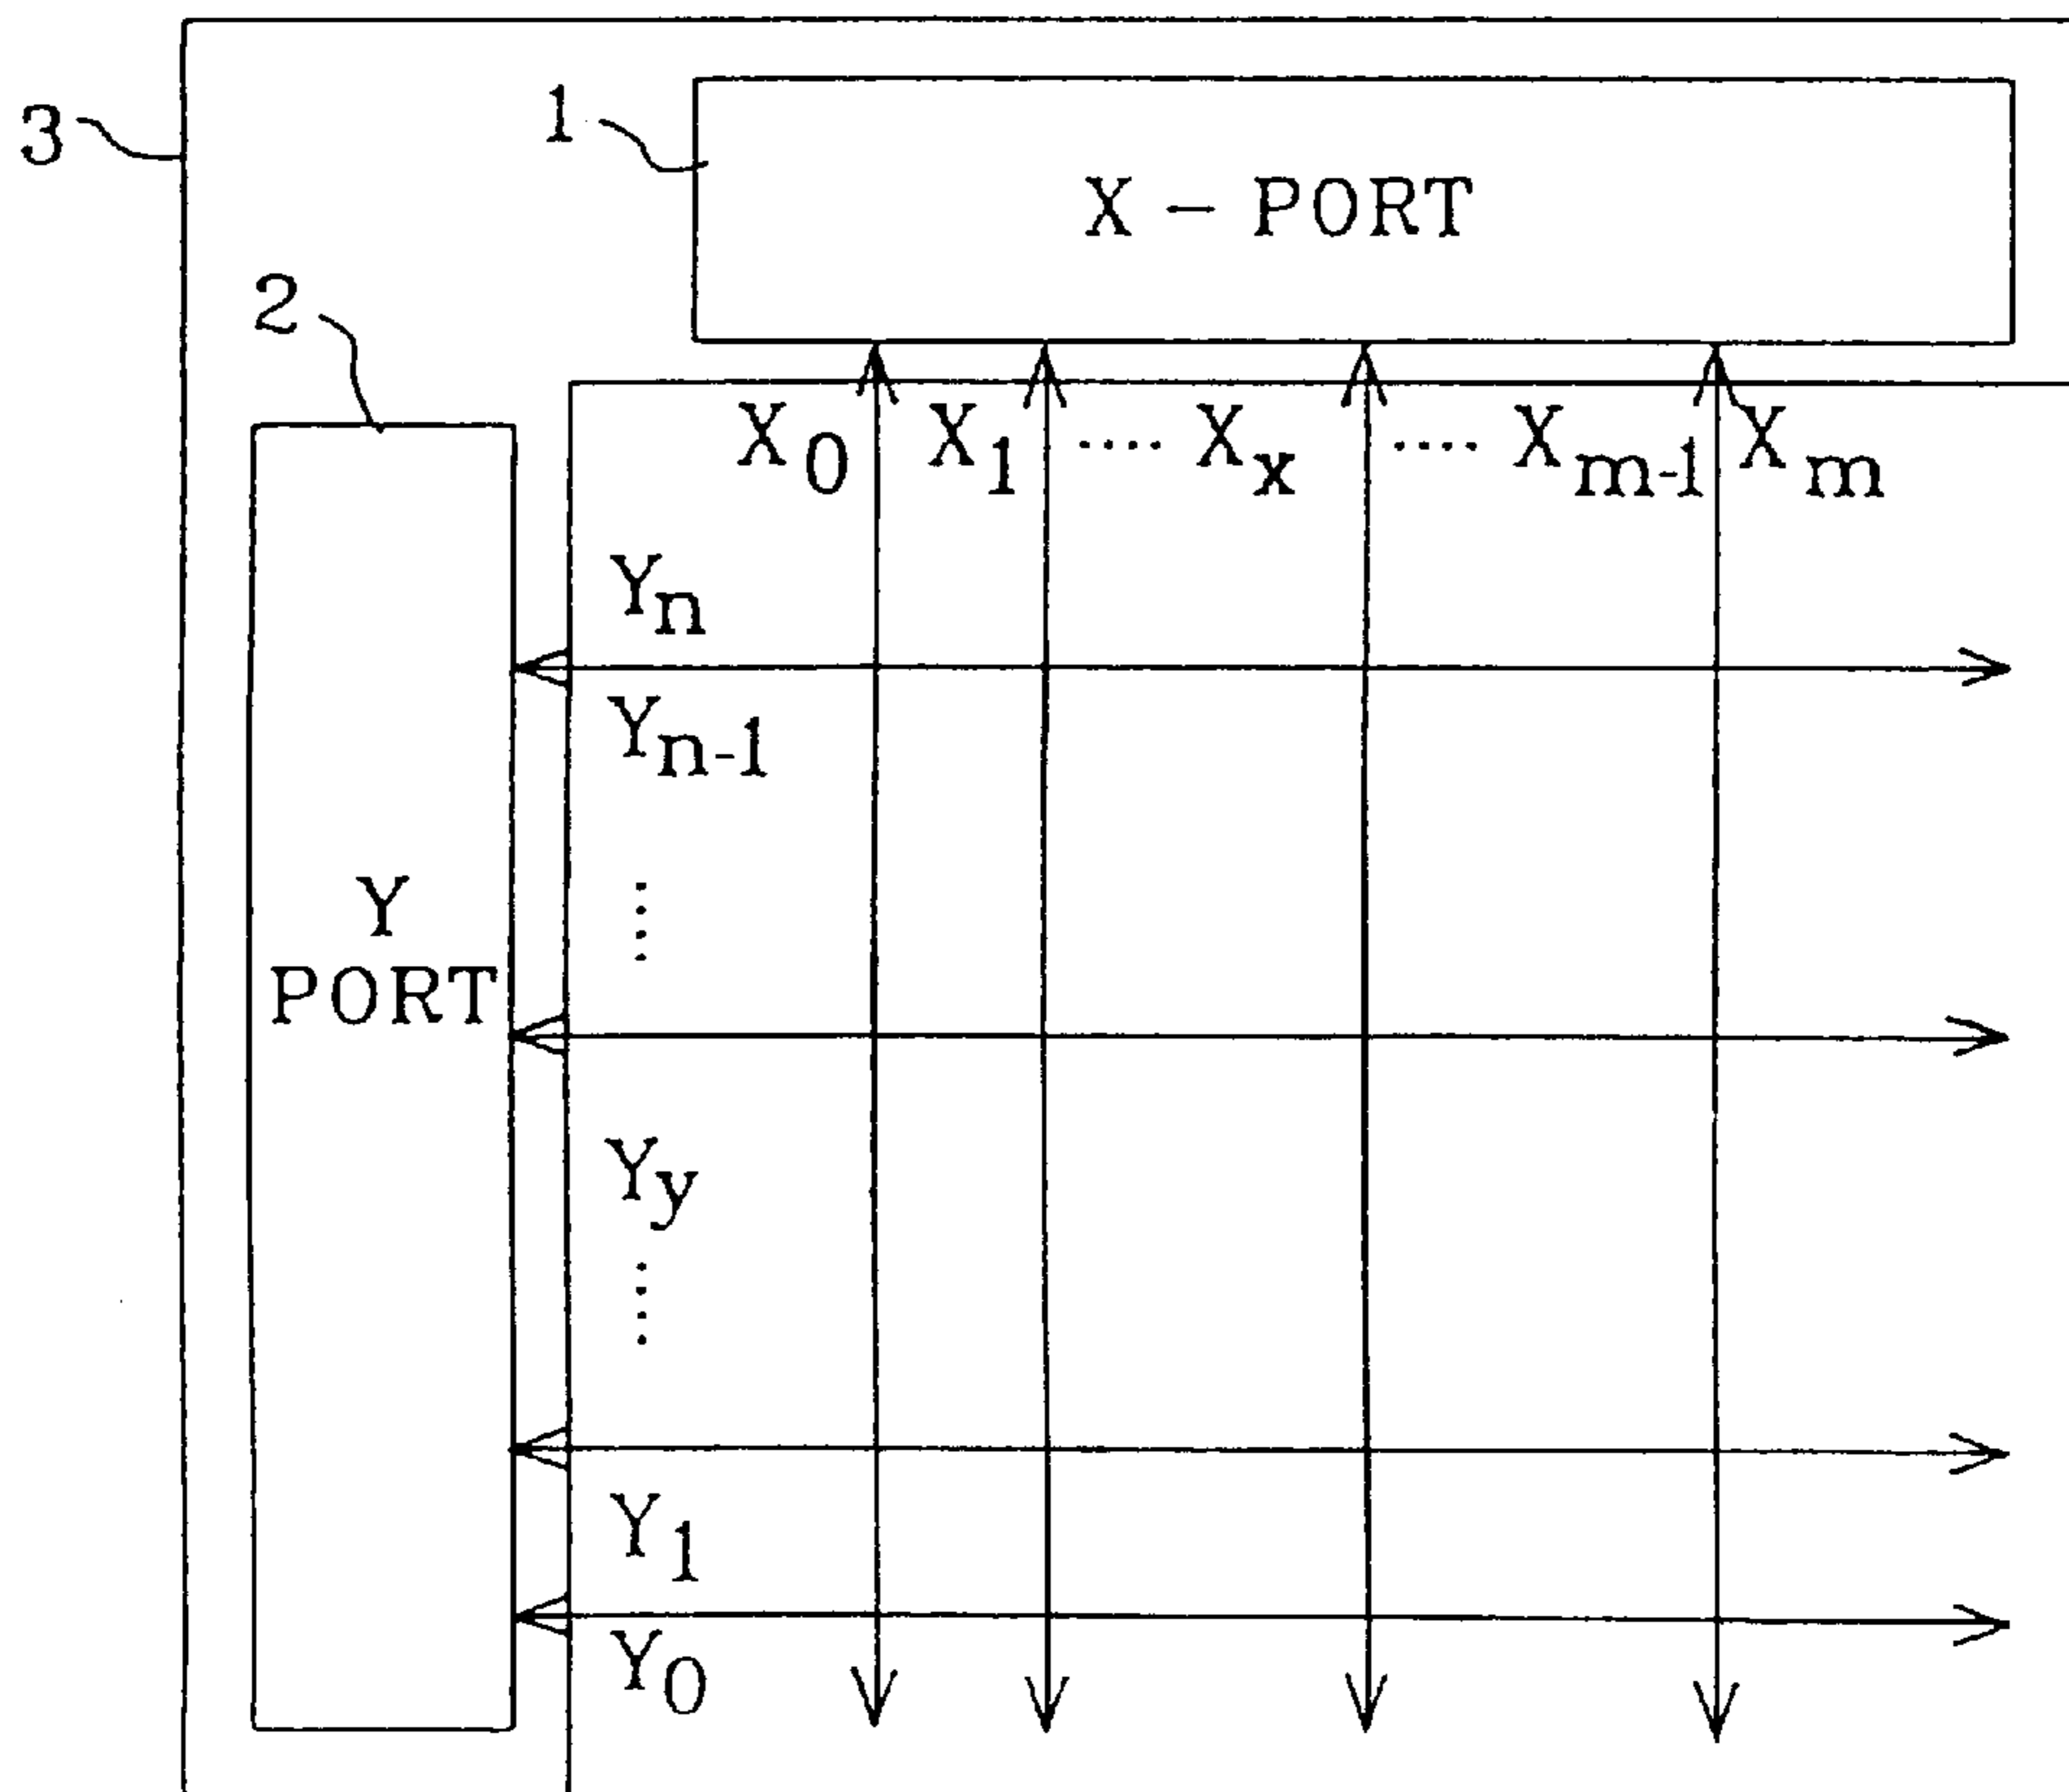 3
1
X - PORT
2
X0 X1 .... Xx .... Xm-1 Xm
Yn
Yn-1
....
Y
PORT
Yy
....
Y1
Y0